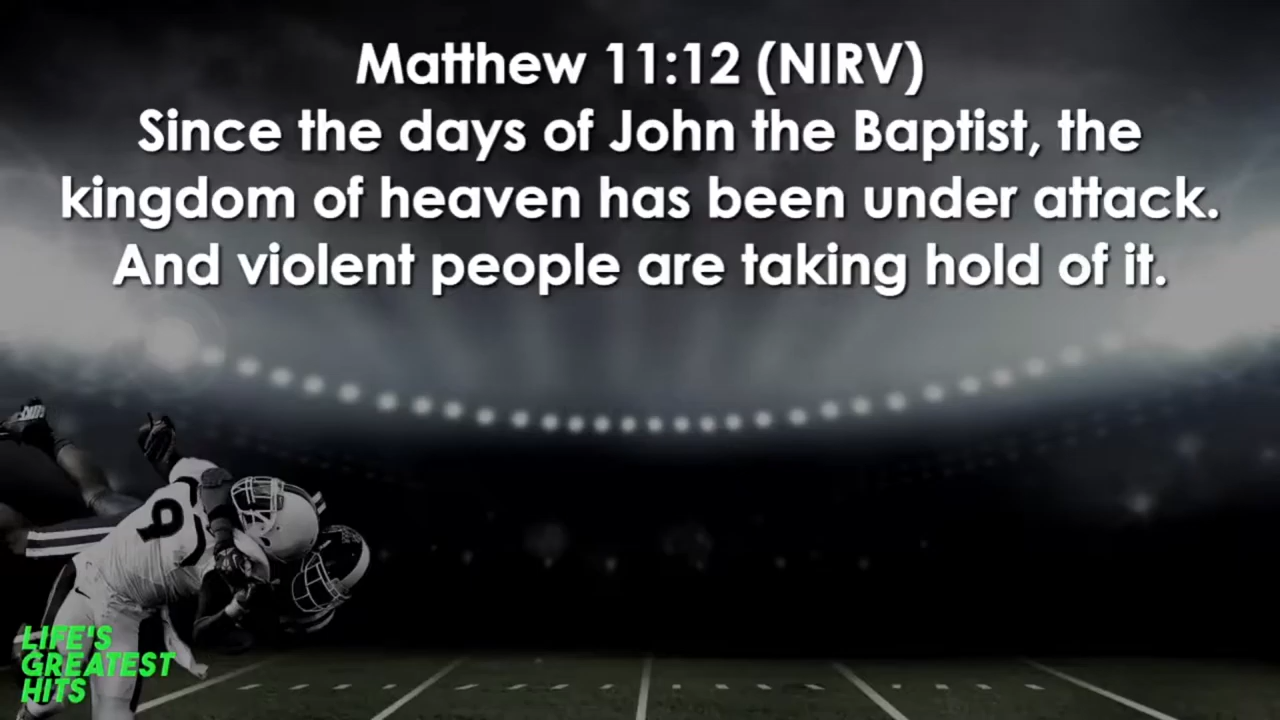 Matthew 11:12 (NIRV)
Since the days of John the Baptist, the
kingdom of heaven has been under attack.
And violent people are taking hold of it.
9
LIFE'S
GREATEST
HITS